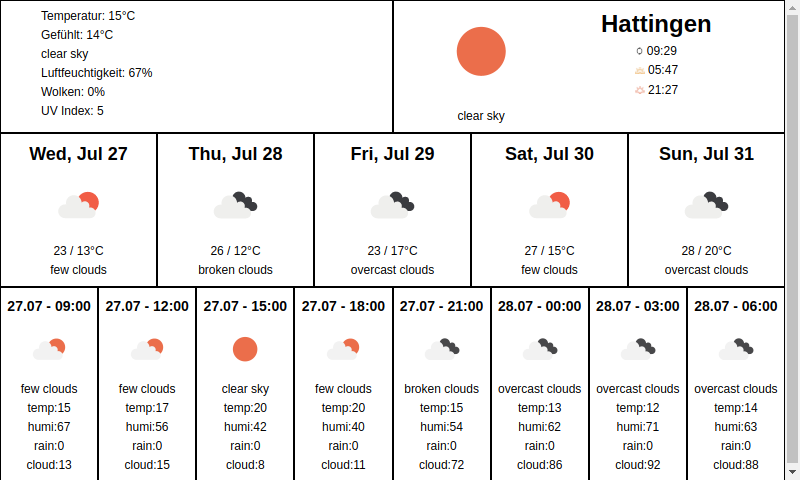 Temperatur: 15°C
Gefühlt: 14°C
clear sky
Luftfeuchtigkeit: 67%
Wolken: 0%
UV Index: 5
clear sky
Hattingen
09:29
05:47
21:27
Wed, Jul 27
23 / 13°C
few clouds
Thu, Jul 28
26 / 12°C
broken clouds
Fri, Jul 29
23 / 17°C
overcast clouds
Sat, Jul 30
27 / 15°C
few clouds
Sun, Jul 31
28 / 20°C
overcast clouds
27.07 - 09:00
few clouds
temp:15
humi:67
rain:0
cloud:13
27.07 - 12:00
few clouds
temp:17
humi:56
rain:0
cloud:15
27.07 - 15:00
clear sky
temp:20
humi:42
rain:0
cloud:8
27.07 - 18:00
few clouds
temp:20
humi:40
rain:0
cloud:11
27.07 - 21:00
broken clouds
temp:15
humi:54
rain:0
cloud:72
28.07 - 00:00
overcast clouds
temp:13
humi:62
rain:0
cloud:86
28.07 - 03:00
overcast clouds
temp:12
humi:71
rain:0
cloud:92
28.07 - 06:00
overcast clouds
temp:14
humi:63
rain:0
cloud:88